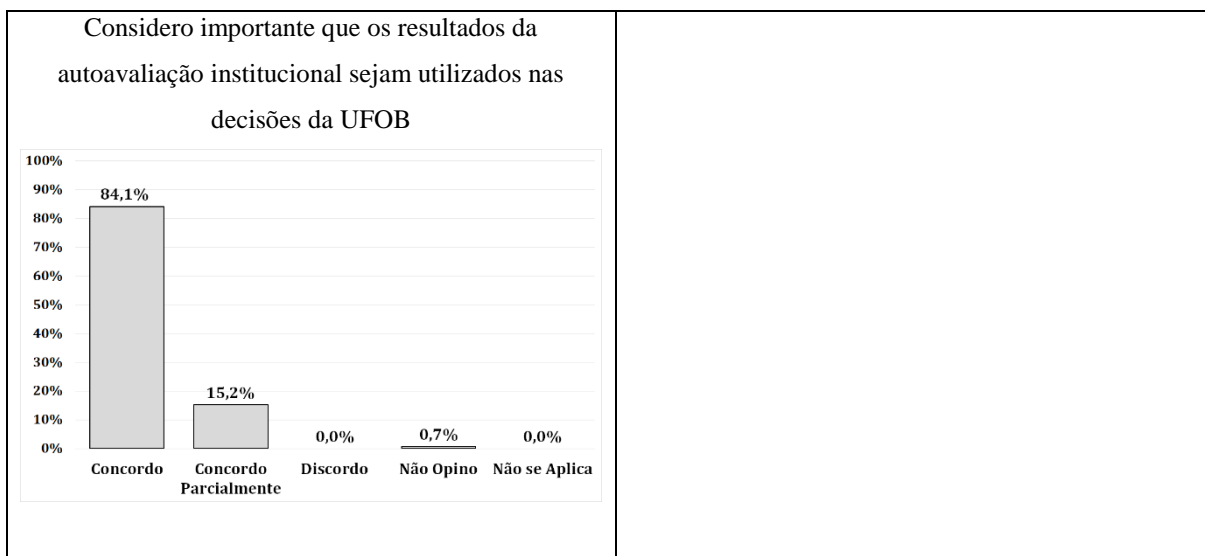 Considero importante que os resultados da
autoavaliação institucional sejam utilizados nas
decisões da UFOB
100%
90%
80%
70%
60%
50%
40%
30%
20%
10%
0%
84,1%
15,2%
0,0%
0,7%
0,0%
Concordo
Concordo
Parcialmente
Discordo
Não Opino
Não se Aplica